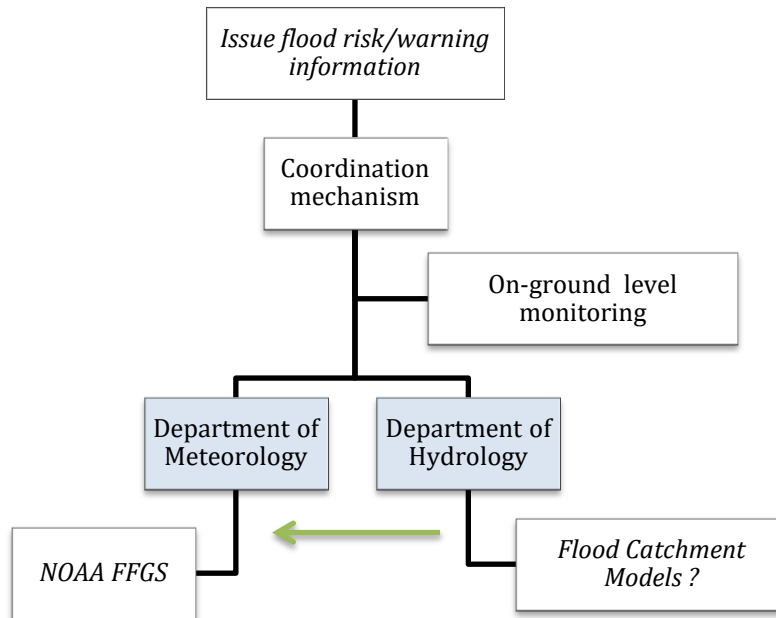 Issue flood risk/warning
information
Coordination
mechanism
On-ground level
monitoring
Department of
Meteorology
Department of
Hydrology
NOAA FFGS
Flood Catchment
Models ?